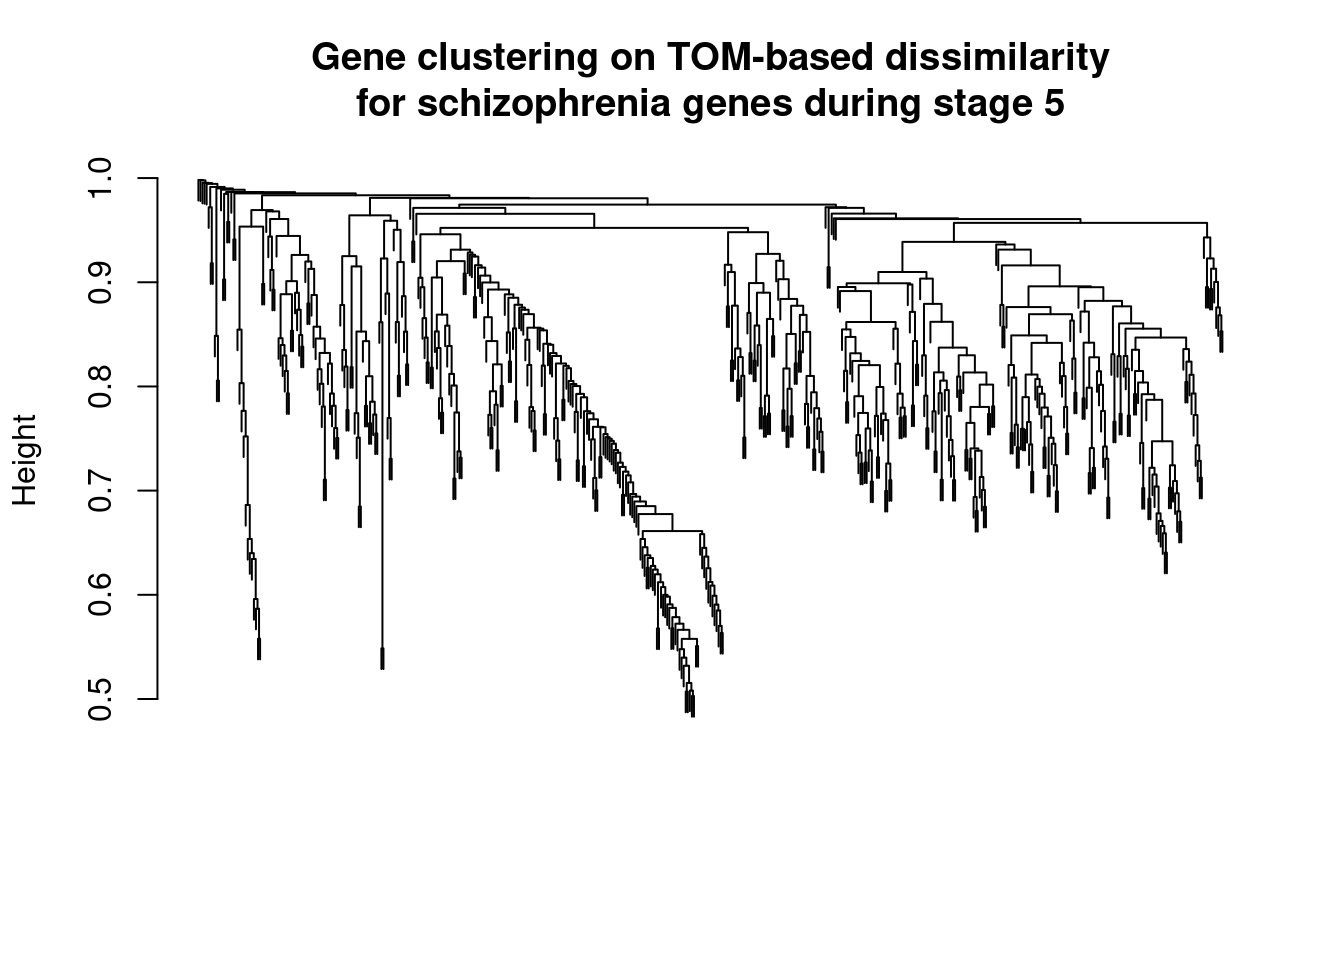 Gene clustering on TOM-based dissimilarity
for schizophrenia genes during stage 5
1.0
0.9
0.8
0.7
0.6
0.5
Height